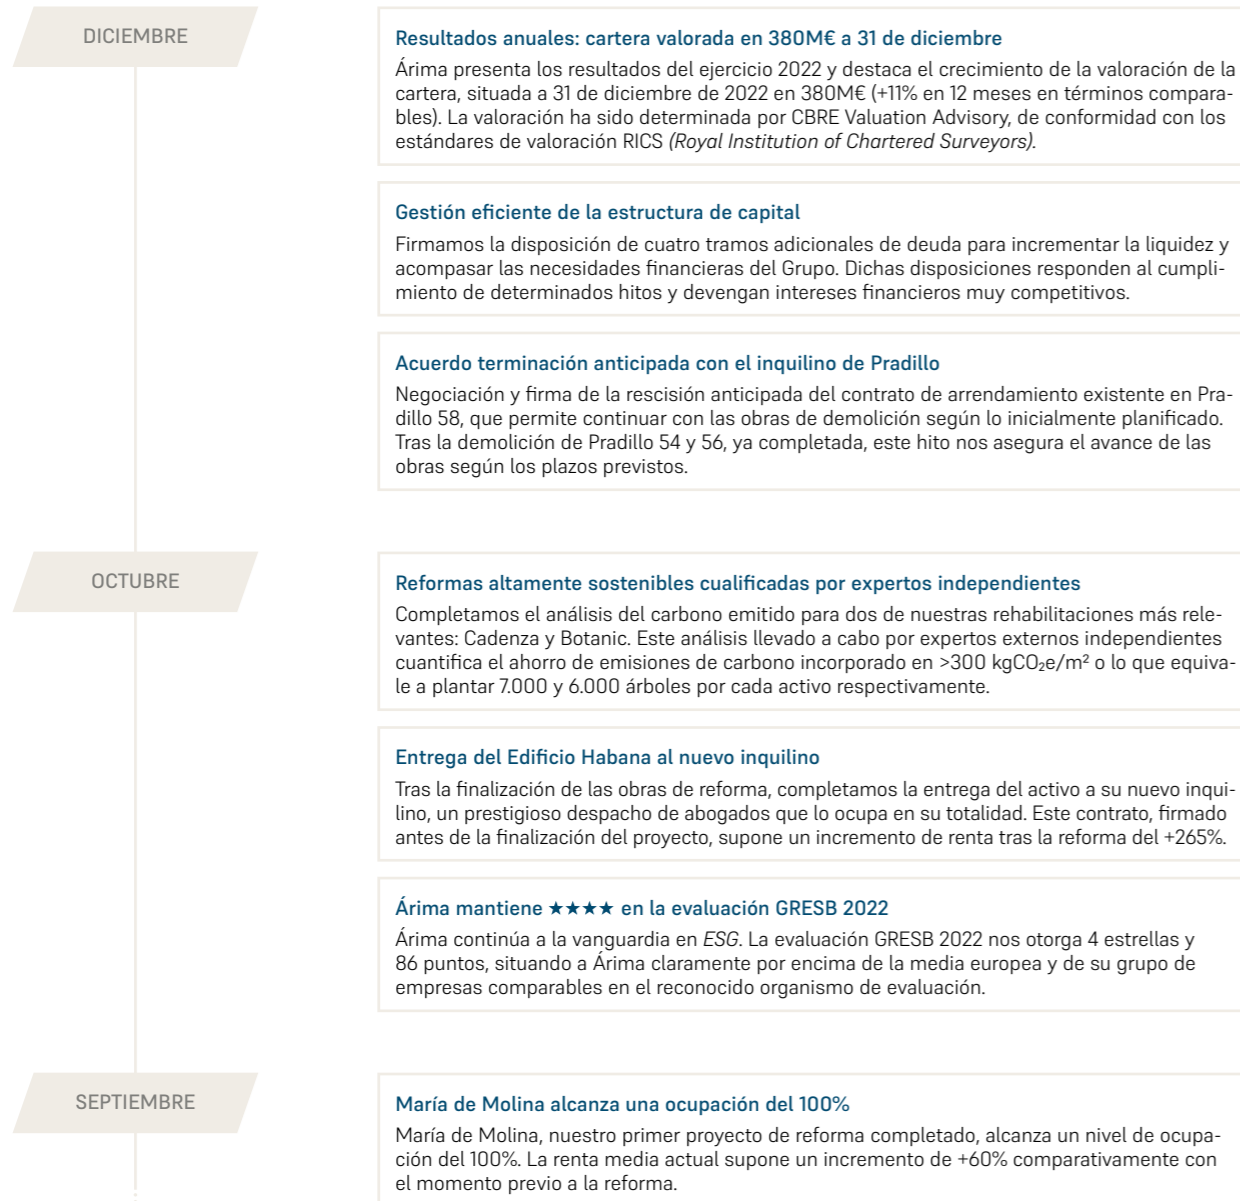 DICIEMBRE
Resultados anuales: cartera valorada en 380M€ a 31 de diciembre
Árima presenta los resultados del ejercicio 2022 y destaca el crecimiento de la valoración de la
cartera, situada a 31 de diciembre de 2022 en 380M€ (+11% en 12 meses en términos compara-
bles). La valoración ha sido determinada por CBRE Valuation Advisory, de conformidad con los
estándares de valoración RICS (Royal Institution of Chartered Surveyors).
Gestión eficiente de la estructura de capital
Firmamos la disposición de cuatro tramos adicionales de deuda para incrementar la liquidez y
acompasar las necesidades financieras del Grupo. Dichas disposiciones responden al cumpli-
miento de determinados hitos y devengan intereses financieros muy competitivos.
Acuerdo terminación anticipada con el inquilino de Pradillo
Negociación y firma de la rescisión anticipada del contrato de arrendamiento existente en Pra-
dillo 58, que permite continuar con las obras de demolición según lo inicialmente planificado.
Tras la demolición de Pradillo 54 y 56, ya completada, este hito nos asegura el avance de las
obras según los plazos previstos.
OCTUBRE
Reformas altamente sostenibles cualificadas por expertos independientes
Completamos el análisis del carbono emitido para dos de nuestras rehabilitaciones más rele-
vantes: Cadenza y Botanic. Este análisis llevado a cabo por expertos externos independientes
cuantifica el ahorro de emisiones de carbono incorporado en >300 kgCO₂e/m² o lo que equiva-
le a plantar 7.000 y 6.000 árboles por cada activo respectivamente.
Entrega del Edificio Habana al nuevo inquilino
Tras la finalización de las obras de reforma, completamos la entrega del activo a su nuevo inqui-
lino, un prestigioso despacho de abogados que lo ocupa en su totalidad. Este contrato, firmado
antes de la finalización del proyecto, supone un incremento de renta tras la reforma del +265%.
Árima mantiene ★★★★ en la evaluación GRESB 2022
Árima continúa a la vanguardia en ESG. La evaluación GRESB 2022 nos otorga 4 estrellas y
86 puntos, situando a Árima claramente por encima de la media europea y de su grupo de
empresas comparables en el reconocido organismo de evaluación.
SEPTIEMBRE
María de Molina alcanza una ocupación del 100%
María de Molina, nuestro primer proyecto de reforma completado, alcanza un nivel de ocupa-
ción del 100%. La renta media actual supone un incremento de +60% comparativamente con
el momento previo a la reforma.